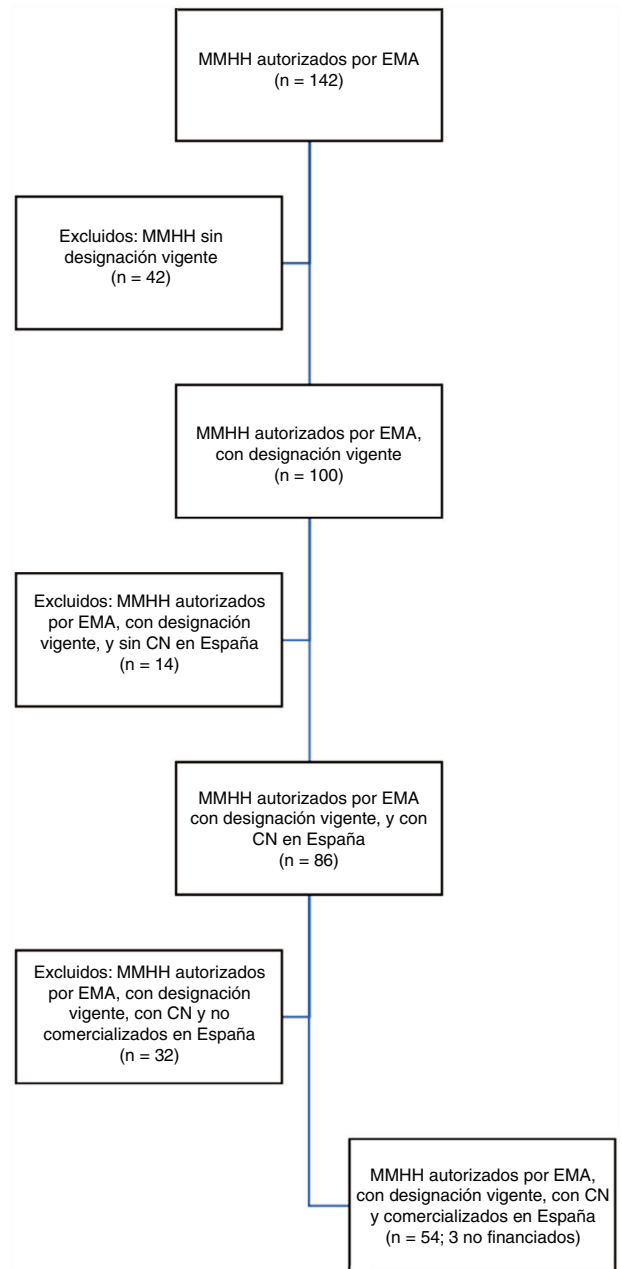 MMHH autorizados por EMA
(n = 142)
Excluidos: MMHH sin
designación vigente
(n = 42)
MMHH autorizados por EMA,
con designación vigente
(n = 100)
Excluidos: MMHH autorizados
por EMA, con designación
vigente, y sin CN en España
(n = 14)
MMHH autorizados por EMA
con designación vigente, y con
CN en España
(n = 86)
Excluidos: MMHH autorizados
por EMA, con designación
vigente, con CN y no
comercializados en España
(n = 32)
MMHH autorizados por EMA,
con designación vigente, con CN
y comercializados en España
(n = 54; 3 no financiados)